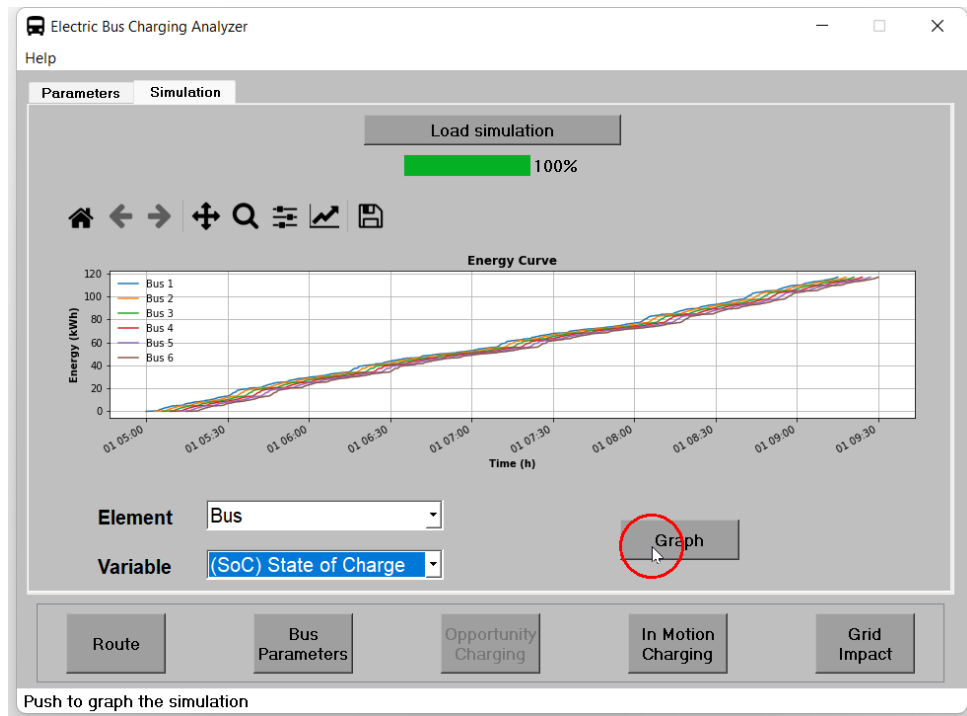 Electric Bus Charging Analyzer
Help
Parameters Simulation
Load simulation
100%
Energy Curve
Energy (kWh)
120
100
80
60
40
20
0
Bus 1
Bus 2
Bus 3
Bus 4
Bus 5
Bus 6
01 05:00 01 05:30 01 06:00 01 06:30 01 07:00 01 07:30 01 08:00 01 08:30 01 09:00 01 09:30
Time (h)
Element Bus
Variable (SoC) State of Charge
Graph
Route
Bus
Parameters
Opportunity
Charging
In Motion
Charging
Grid
Impact
Push to graph the simulation